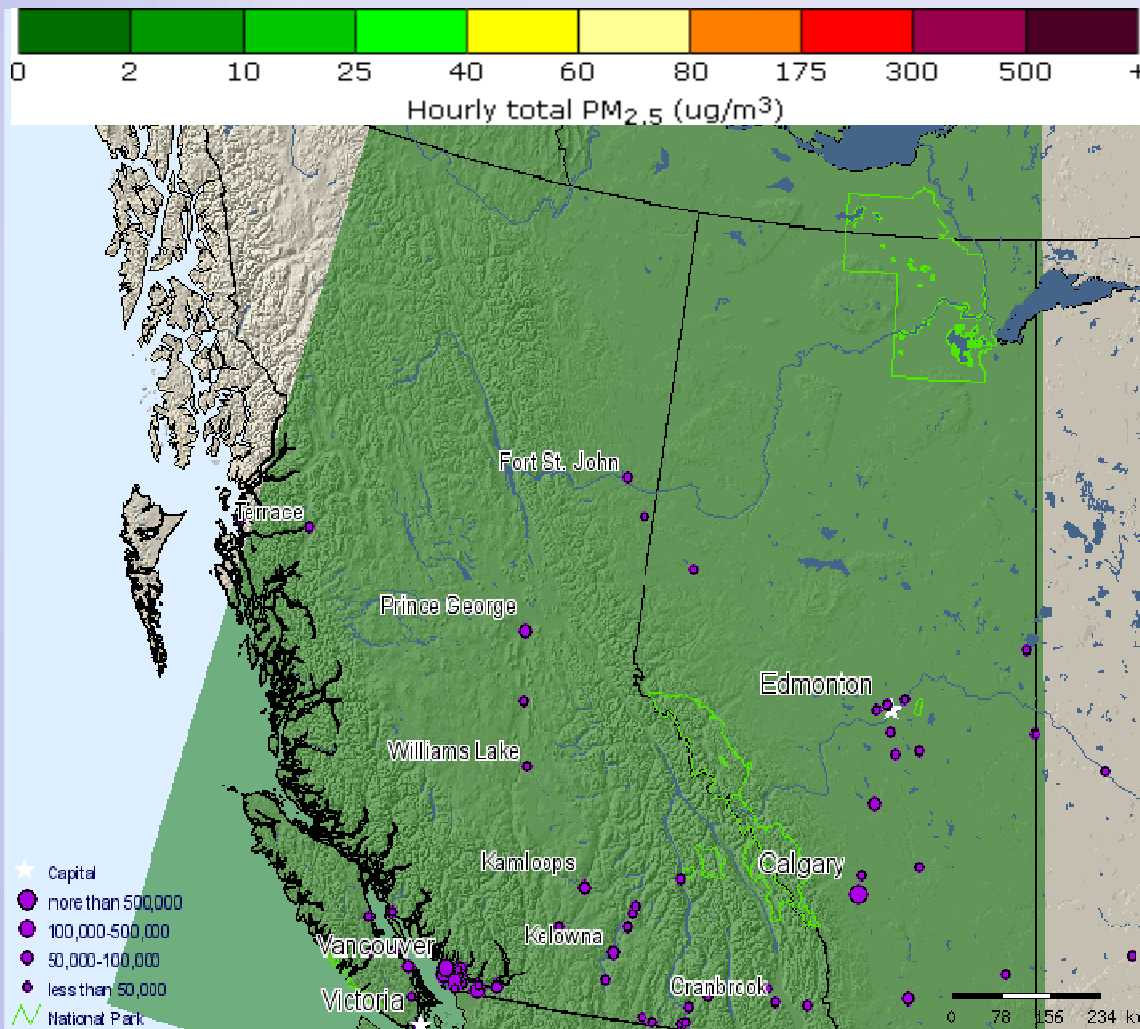 0 2 10 25 40 60 80 175 300 500 +
Hourly total PM2.5 (ug/m3)
Fort St. John
Terrace
Prince George
Edmonton
Williams Lake
Kamloops
Calgary
Capital
more than 500,000
100,000-500,000
Kelowna
Vancouver
50,000-100,000
less than 50,000
Cranbrook
Victoria
National Park
0 78 156 234